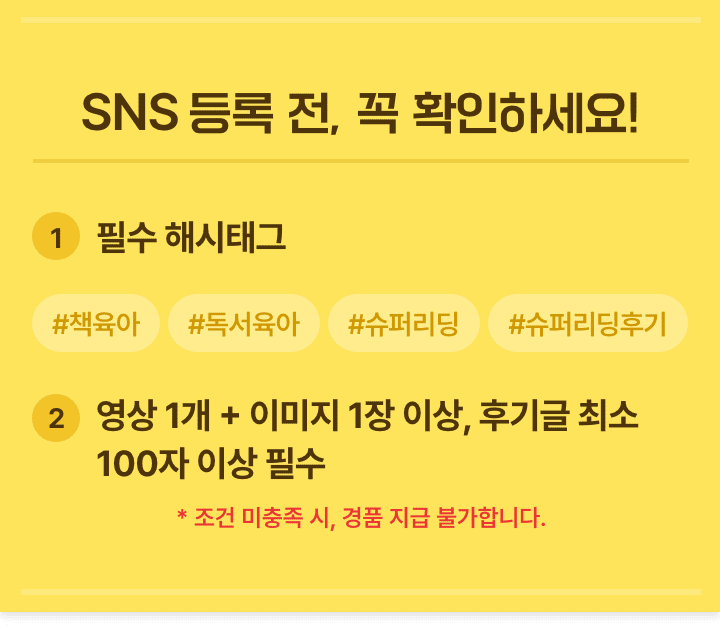 SNS 등록 전, 꼭 확인하세요!
1 필수 해시태그
#책육아 #독서육아 #슈퍼리딩 #슈퍼리딩후기
2 영상 1개 + 이미지 1장 이상, 후기글 최소
100자 이상 필수
* 조건 미충족 시, 경품 지급 불가합니다.